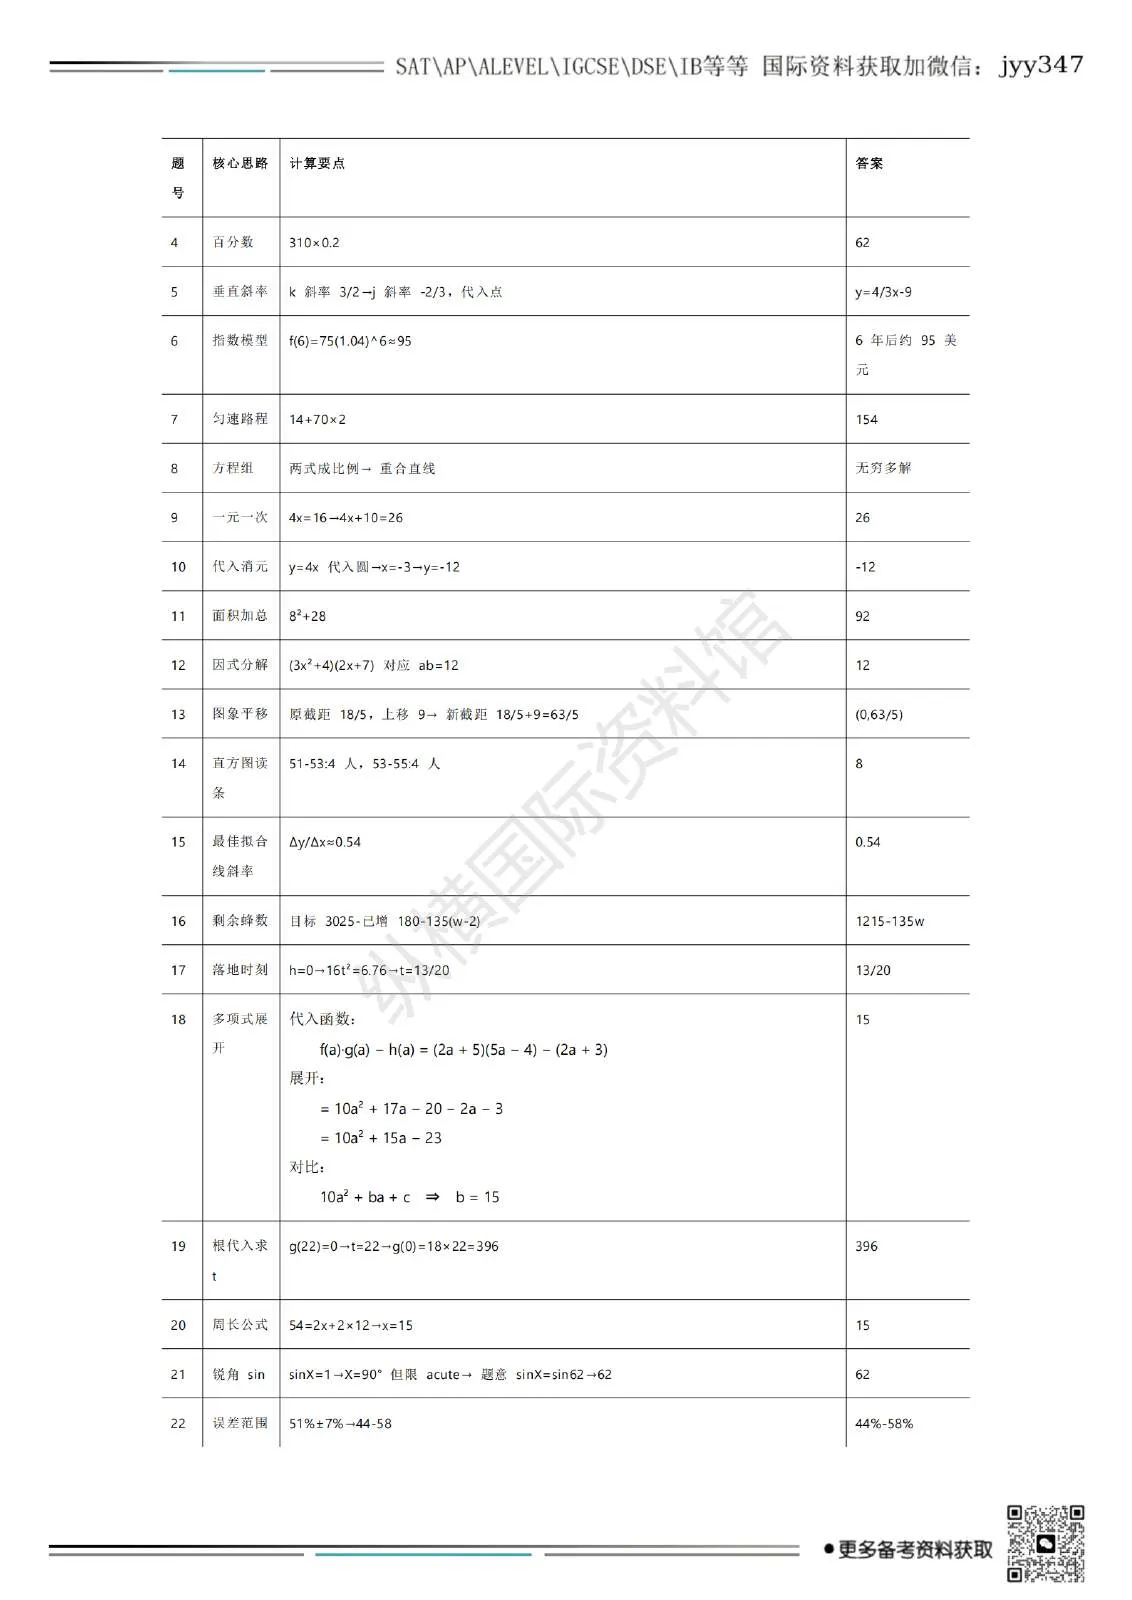 SAT\AP\ALEVEL\IGCSE\DSE\IB等等 国际资料获取加微信：jyy347
题号 核心思路 计算要点 答案
4 百分数 310×0.2 62
5 垂直斜率 k 斜率 3/2→j 斜率 -2/3，代入点 y=4/3x-9
6 指数模型 f(6)=75(1.04)^6≈95 6 年后约 95 美元
7 匀速路程 14+70×2 154
8 方程组 两式成比例→ 重合直线 无穷多解
9 一元一次 4x=16→4x+10=26 26
10 代入消元 y=4x 代入圆→x=-3→y=-12 -12
11 面积加总 8²+28 92
12 因式分解 (3x²+4)(2x+7) 对应 ab=12 12
13 图象平移 原截距 18/5，上移 9→ 新截距 18/5+9=63/5 (0,63/5)
14 直方图读条 51-53:4 人，53-55:4 人 8
15 最佳拟合线斜率 Δy/Δx≈0.54 0.54
16 剩余蜂数 目标 3025-已增 180-135(w-2) 1215-135w
17 落地时刻 h=0→16t²=6.76→t=13/20 13/20
18 多项式展开 代入函数： 15
f(a)·g(a) − h(a) = (2a + 5)(5a − 4) − (2a + 3)
展开：
= 10a² + 17a − 20 − 2a − 3
= 10a² + 15a − 23
对比：
10a² + ba + c ⇒ b = 15
19 根代入求 t g(22)=0→t=22→g(0)=18×22=396 396
20 周长公式 54=2x+2×12→x=15 15
21 锐角 sin sinX=1→X=90° 但限 acute→ 题意 sinX=sin62→62 62
22 误差范围 51%±7%→44-58 44%-58%
纵横国际资料馆
●更多备考资料获取